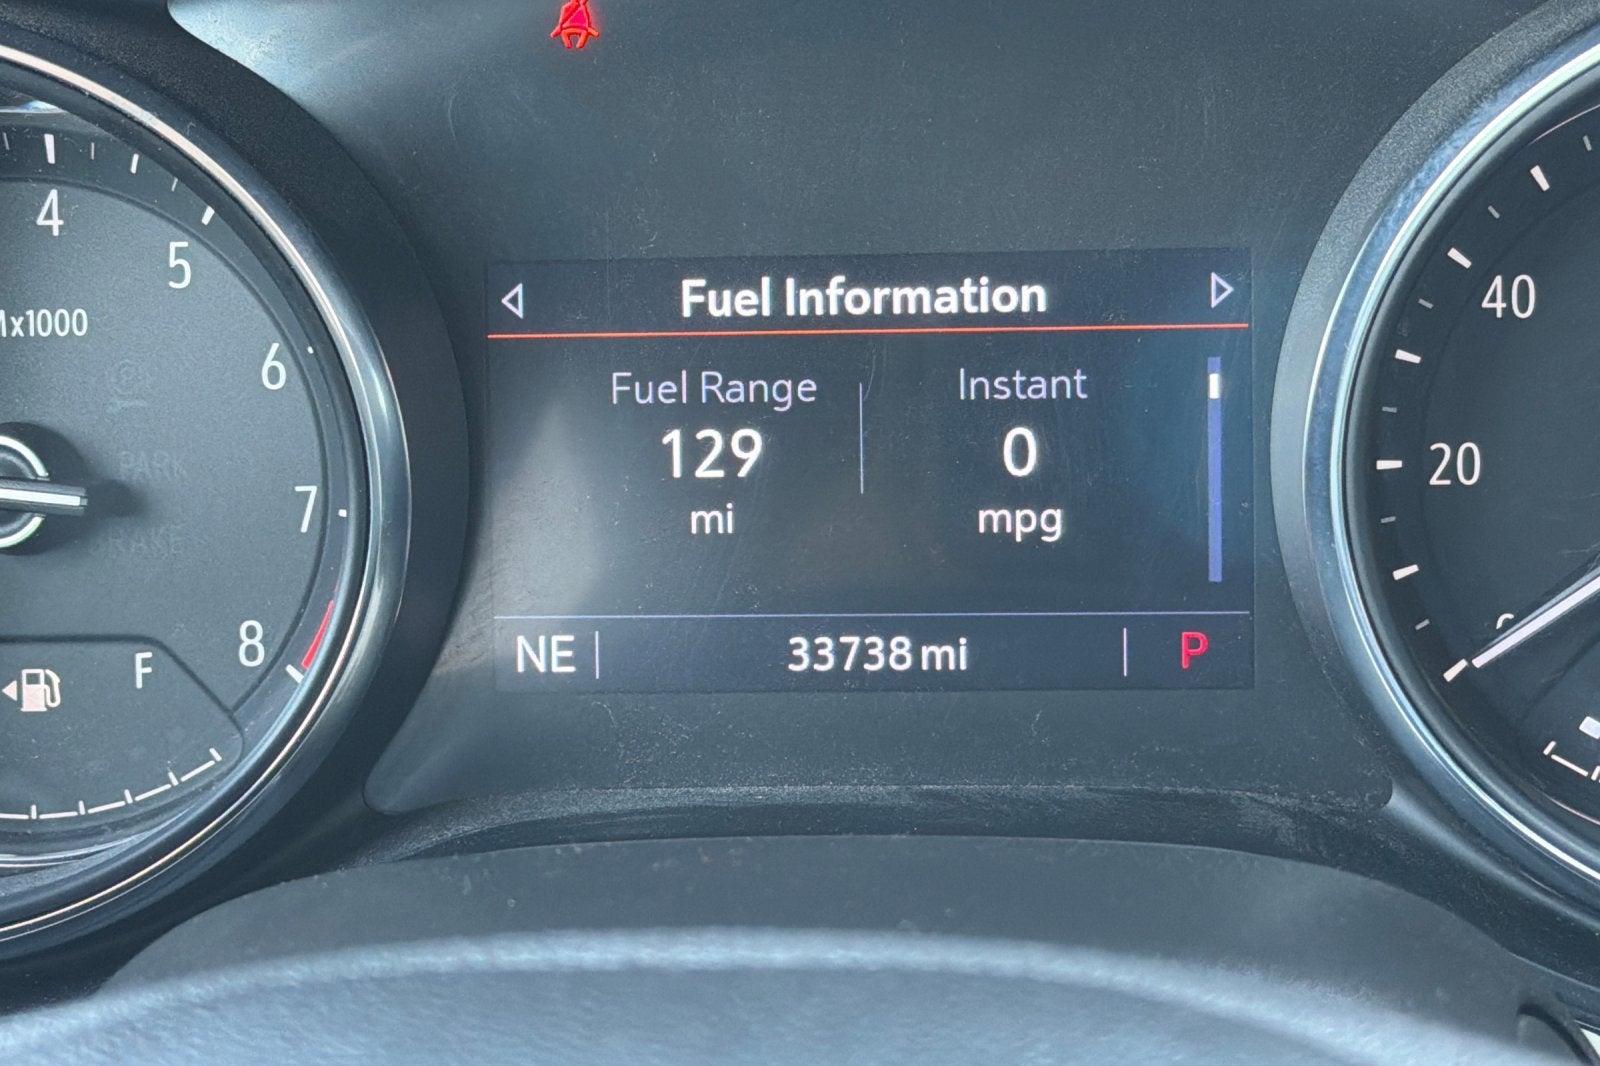 Fuel Information
Fuel Range
Instant
129
0
mi
mpg
NE
33738 mi
P
4
5
x1000
6
7
8
F
PARK
40
20